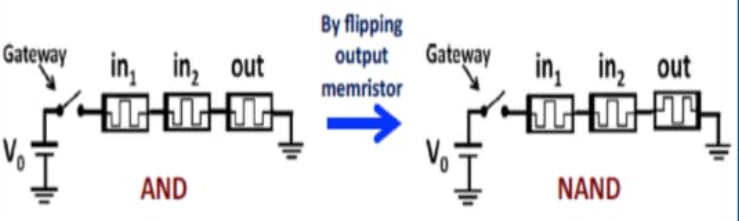 Gateway in₁ in₂ out
V₀
AND
By flipping
output
memristor
Gateway in₁ in₂ out
V₀
NAND